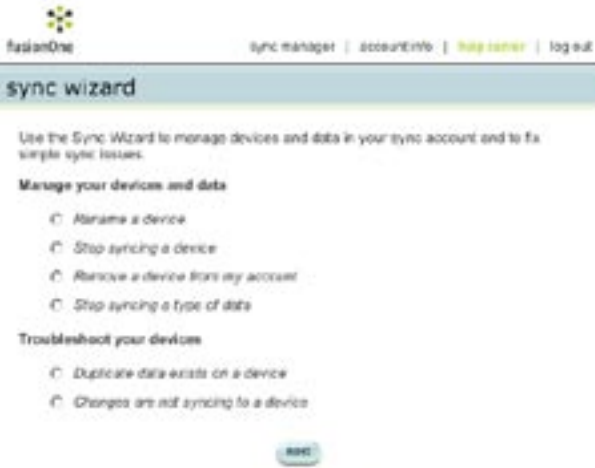 fusionOne
sync manager | account info | help center | log out
sync wizard
Use the Sync Wizard to manage devices and data in your sync account and to fix
simple sync issues.
Manage your devices and data
Rename a device
Stop syncing a device
Remove a device from my account
Stop syncing a type of data
Troubleshoot your devices
Duplicate data exists on a device
Changes are not syncing to a device
next